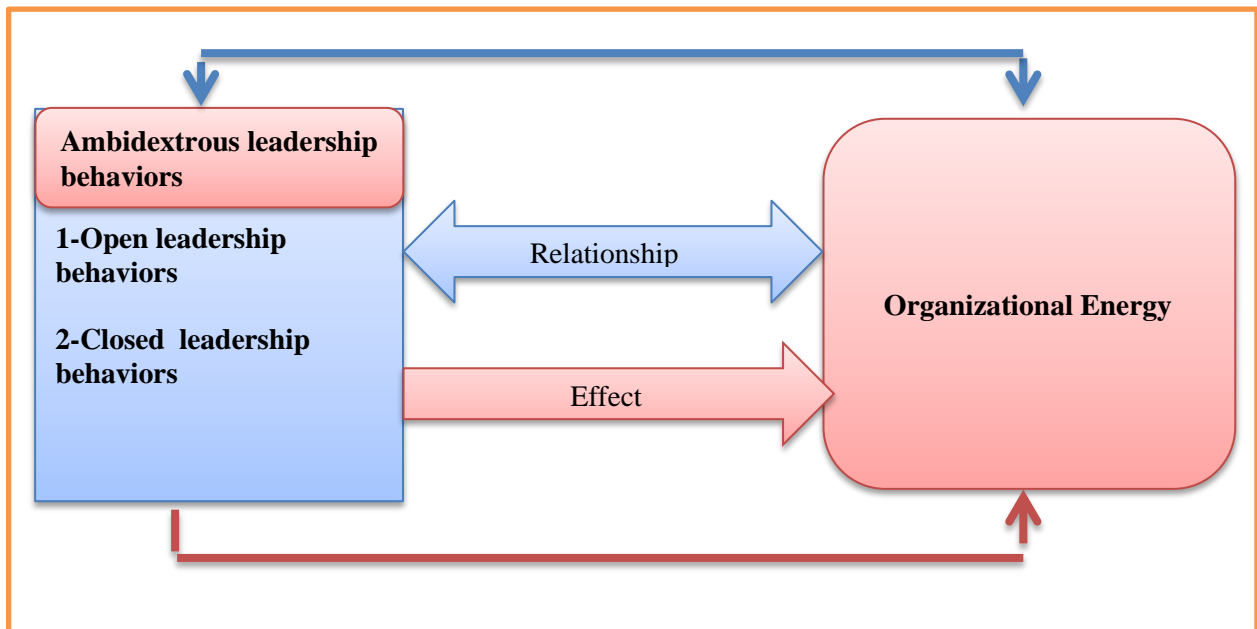 Ambidextrous leadership
behaviors
1-Open leadership
behaviors
2-Closed  leadership
behaviors
Relationship
Effect
Organizational Energy